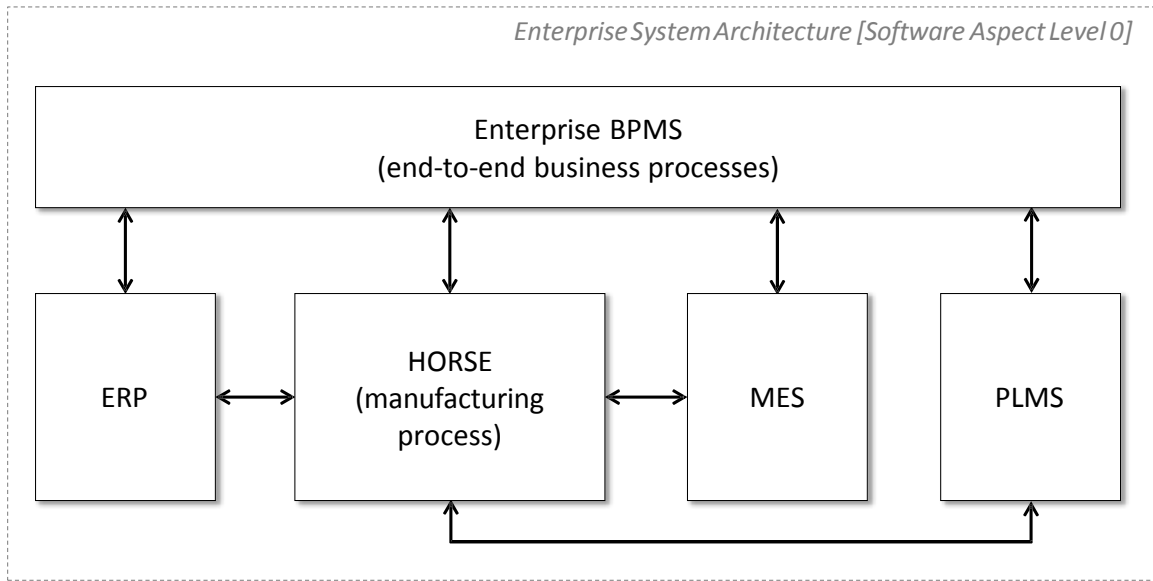 Enterprise System Architecture [Software Aspect Level 0]
Enterprise BPMS
(end-to-end business processes)
ERP
HORSE
(manufacturing
process)
MES
PLMS